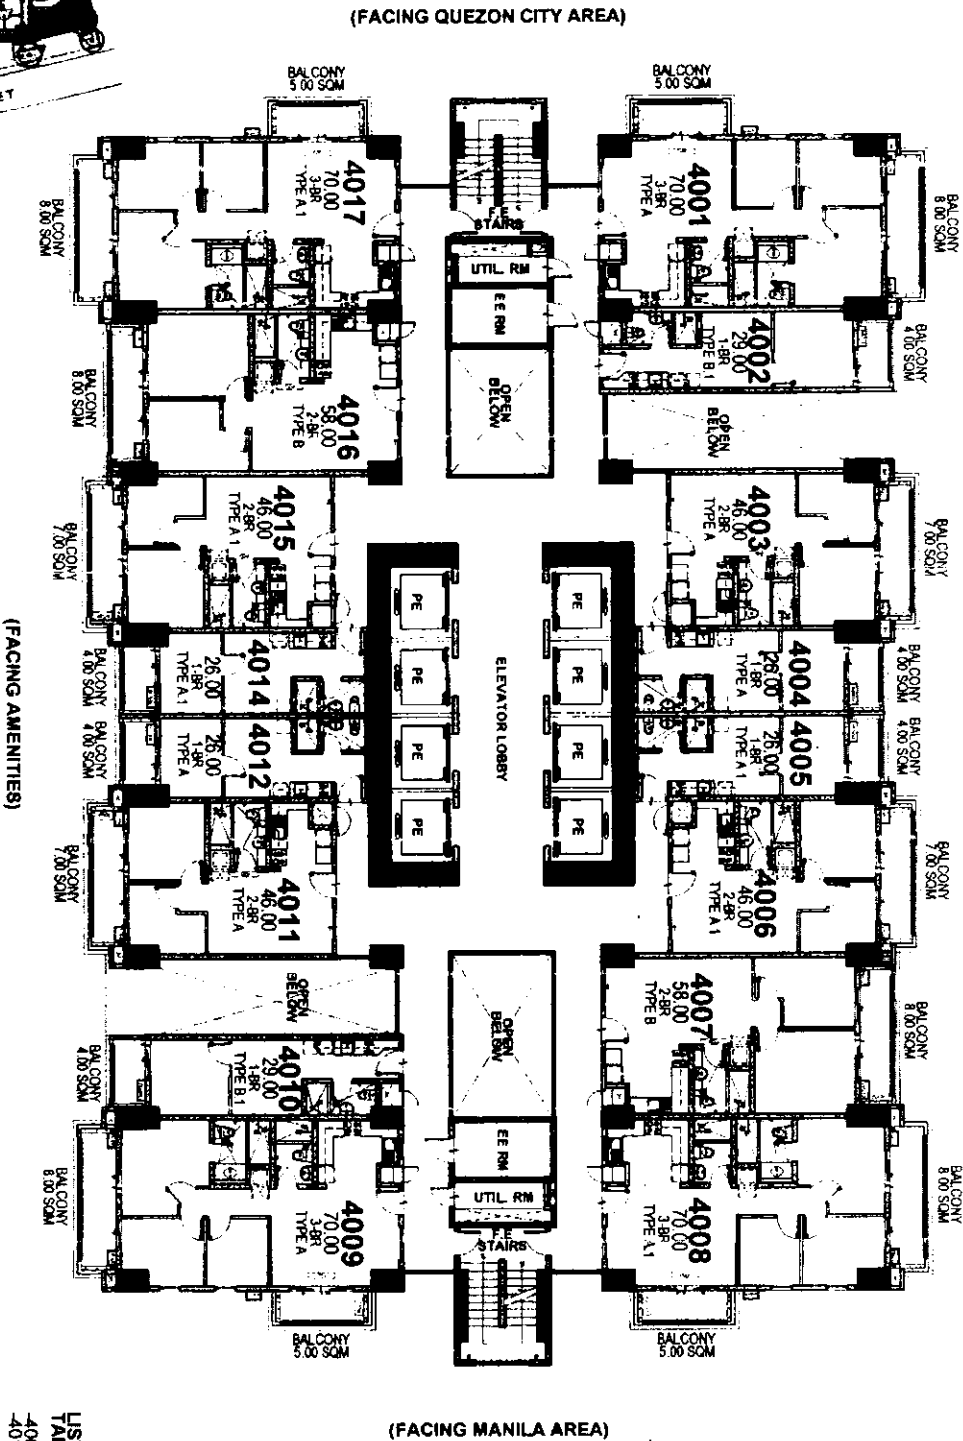 (FACING QUEZON CITY AREA)
BALCONY
5.00 SQM
BALCONY
5.00 SQM
4017
70.00
3-BR
TYPE A.1
BALCONY
8.00 SQM
F.E
STAIRS
UTIL. RM
EE RM
OPEN
BELOW
4001
70.00
3-BR
TYPE A
BALCONY
8.00 SQM
4016
58.00
2-BR
TYPE B
BALCONY
8.00 SQM
4002
29.00
1-BR
TYPE B.1
BALCONY
4.00 SQM
OPEN
BELOW
4015
46.00
2-BR
TYPE A.1
BALCONY
7.00 SQM
4003
46.00
2-BR
TYPE A
BALCONY
7.00 SQM
PE
PE
PE
PE
ELEVATOR LOBBY
PE
PE
PE
PE
4014
26.00
1-BR
TYPE A.1
BALCONY
4.00 SQM
4004
26.00
1-BR
TYPE A
BALCONY
4.00 SQM
(FACING AMENITIES)
4012
26.00
1-BR
TYPE A
BALCONY
4.00 SQM
4005
26.00
1-BR
TYPE A.1
BALCONY
4.00 SQM
4011
46.00
2-BR
TYPE A
BALCONY
7.00 SQM
4006
46.00
2-BR
TYPE A.1
BALCONY
7.00 SQM
OPEN
BELOW
OPEN
BELOW
4007
58.00
2-BR
TYPE B
BALCONY
8.00 SQM
4010
29.00
1-BR
TYPE B.1
BALCONY
4.00 SQM
EE RM
UTIL. RM
F.E
STAIRS
4009
70.00
3-BR
TYPE A
BALCONY
8.00 SQM
4008
70.00
3-BR
TYPE A.1
BALCONY
8.00 SQM
BALCONY
5.00 SQM
BALCONY
5.00 SQM
(FACING MANILA AREA)